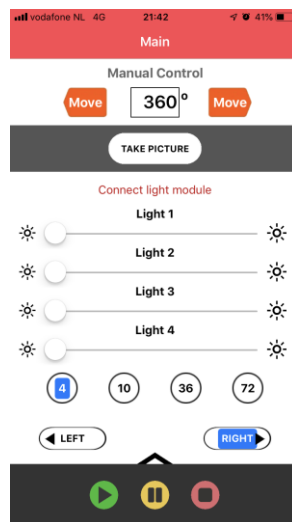 vodafone NL 4G 21:42 41%
Main
Manual Control
Move 360° Move
TAKE PICTURE
Connect light module
Light 1
Light 2
Light 3
Light 4
4 10 36 72
LEFT RIGHT